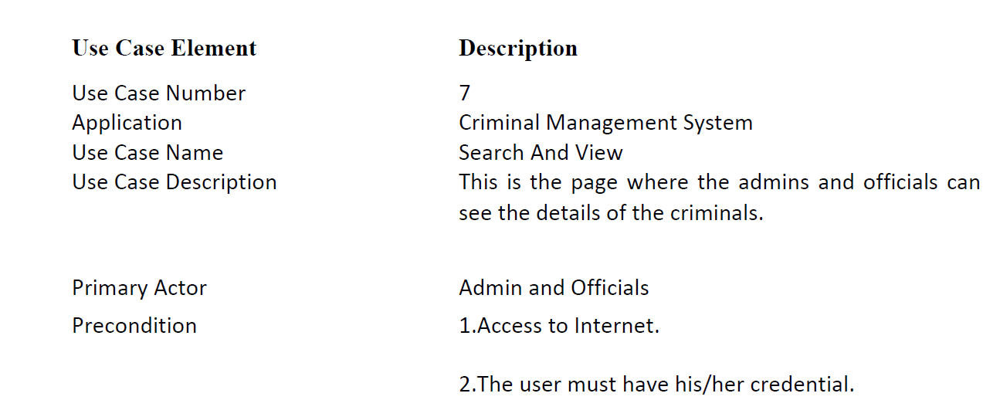 Use Case Element Description
Use Case Number 7
Application Criminal Management System
Use Case Name Search And View
Use Case Description This is the page where the admins and officials can
see the details of the criminals.
Primary Actor Admin and Officials
Precondition 1.Access to Internet.
2.The user must have his/her credential.